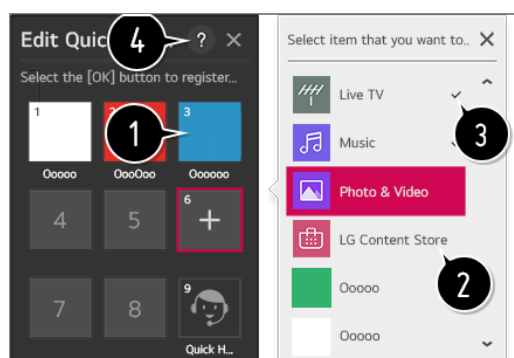 Edit Quic
4
?
Select the [OK] button to register...
1
2
3
1
Ooooo
OooOoo
Oooooo
4
5
6
+
7
8
9
Quick H...
Select item that you want to..
Live TV
3
Music
Photo & Video
LG Content Store
2
Ooooo
Ooooo